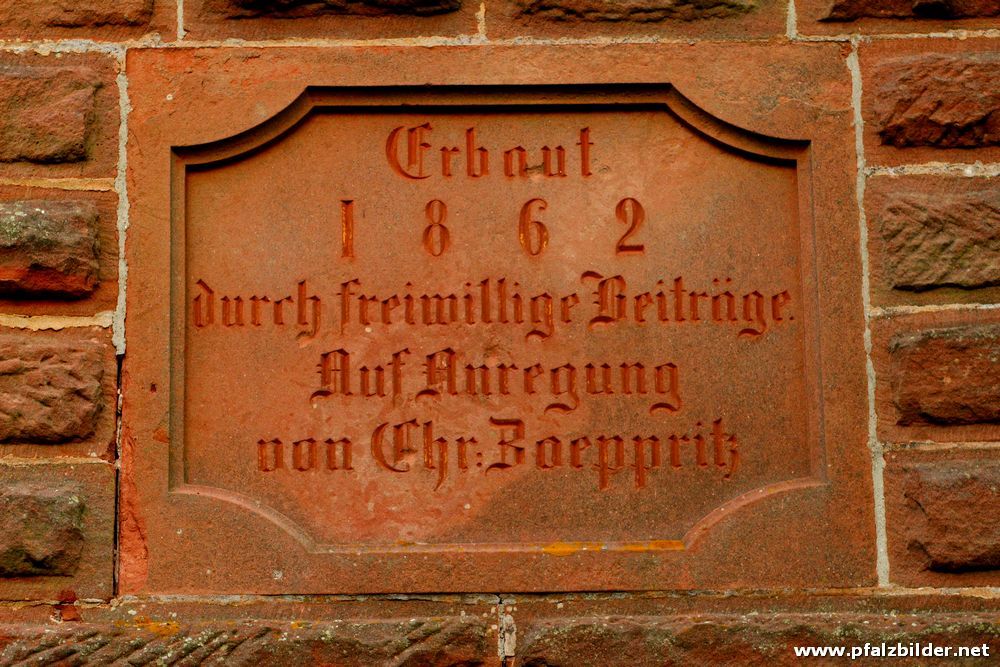 Erbaut
1862
durch freiwillige Beiträge.
Auf Anregung
von Chr: Zoeppritz
www.pfalzbilder.net